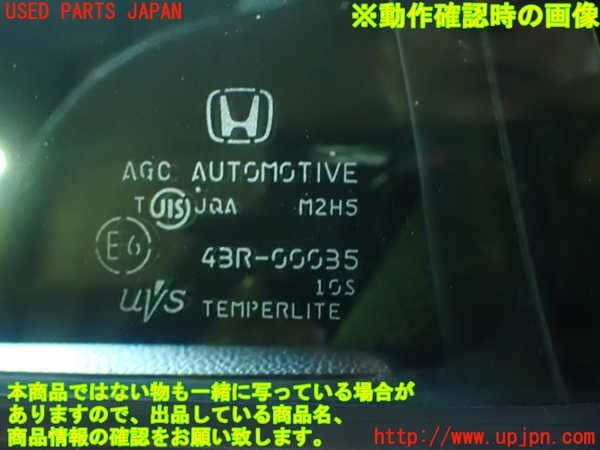 USED PARTS JAPAN
※動作確認時の画像
AGC AUTOMOTIVE
T JIS JQA M2H5
E6 43R-00035
10S
UVS TEMPERLITE
本商品ではない物も一緒に写っている場合が
ありますので、出品している商品名、
商品情報の確認をお願い致します。
http://www.upjpn.com